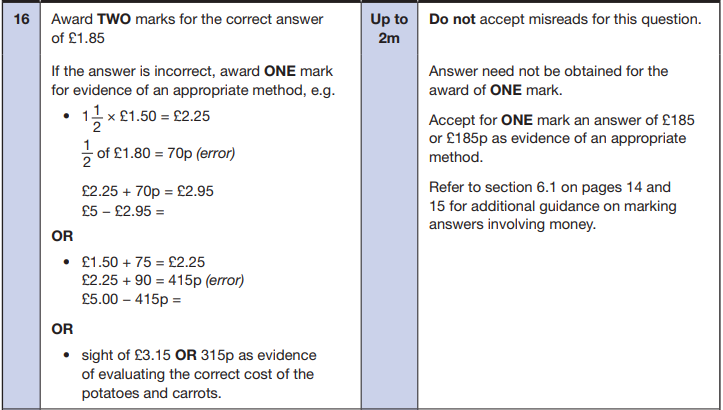 16
Award TWO marks for the correct answer
of £1.85
If the answer is incorrect, award ONE mark
for evidence of an appropriate method, e.g.
• 1 1/2 × £1.50 = £2.25
1/2 of £1.80 = 70p (error)
£2.25 + 70p = £2.95
£5 – £2.95 =
OR
• £1.50 + 75 = £2.25
£2.25 + 90 = 415p (error)
£5.00 – 415p =
OR
• sight of £3.15 OR 315p as evidence
of evaluating the correct cost of the
potatoes and carrots.
Up to
2m
Do not accept misreads for this question.
Answer need not be obtained for the
award of ONE mark.
Accept for ONE mark an answer of £185
or £185p as evidence of an appropriate
method.
Refer to section 6.1 on pages 14 and
15 for additional guidance on marking
answers involving money.